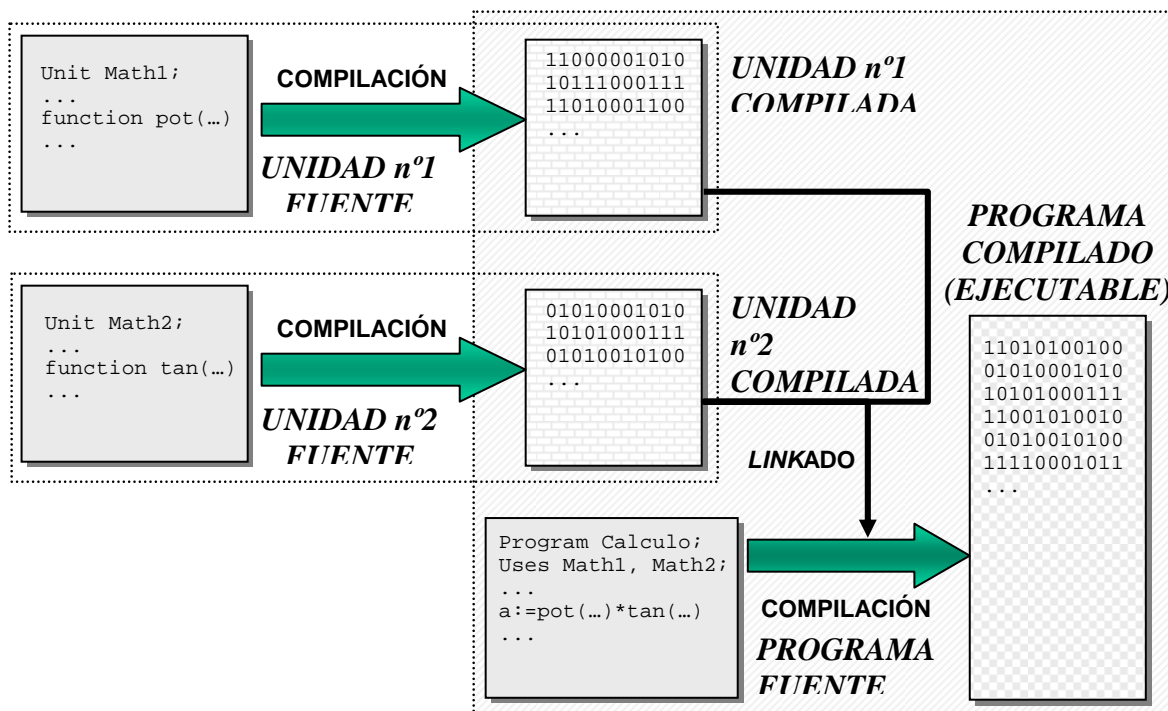 Unit Math1;
...
function pot(…)
...
COMPILACIÓN
UNIDAD nº1
FUENTE
11000001010
10111000111
11010001100
...
UNIDAD nº1
COMPILADA
Unit Math2;
...
function tan(…)
...
COMPILACIÓN
UNIDAD nº2
FUENTE
01010001010
10101000111
01010010100
...
UNIDAD
nº2
COMPILADA
LINKADO
Program Calculo;
Uses Math1, Math2;
...
a:=pot(…)*tan(…)
...
COMPILACIÓN
PROGRAMA
FUENTE
PROGRAMA
COMPILADO
(EJECUTABLE)
11010100100
01010001010
10101000111
11001010010
01010010100
11110001011
...